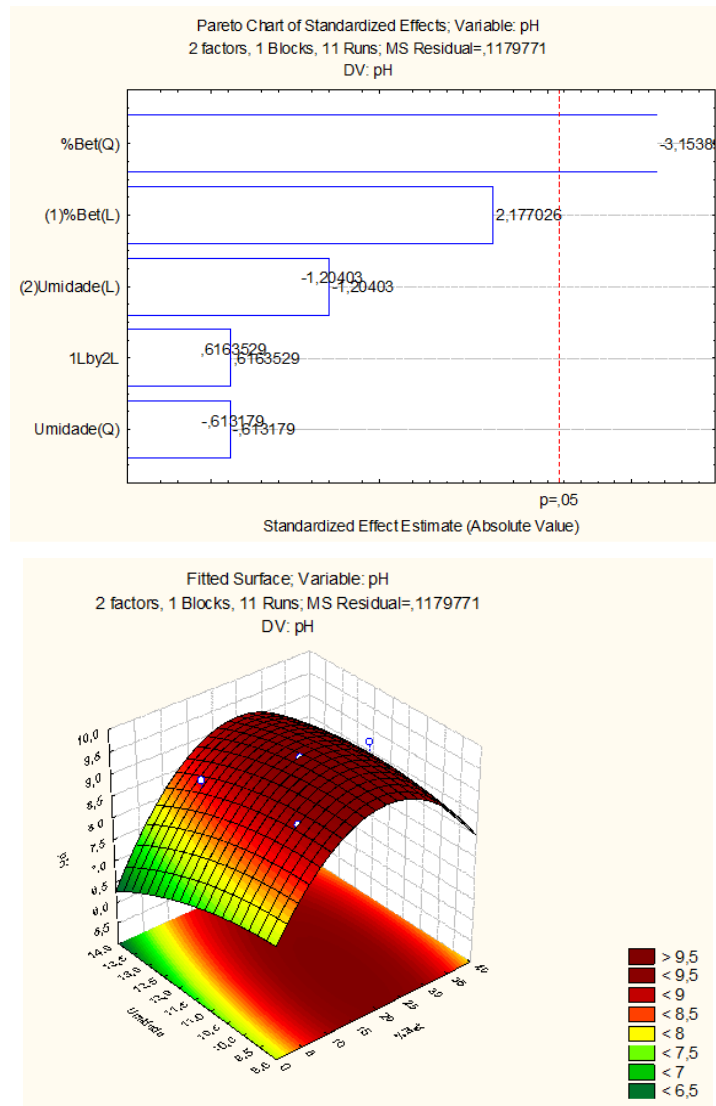 Pareto Chart of Standardized Effects; Variable: pH
2 factors, 1 Blocks, 11 Runs; MS Residual=,1179771
DV: pH
%Bet(Q)
-3,15389
(1)%Bet(L)
2,177026
(2)Umidade(L)
-1,20403
-1,20403
1Lby2L
,6163529
,6163529
Umidade(Q)
-,613179
-,613179
p=,05
Standardized Effect Estimate (Absolute Value)
Fitted Surface; Variable: pH
2 factors, 1 Blocks, 11 Runs; MS Residual=,1179771
DV: pH
10,0
9,5
9,0
8,5
8,0
7,5
7,0
6,5
6,0
5,5
pH
14,0
13,5
13,0
12,5
12,0
11,5
11,0
10,5
10,0
9,5
Umidade
0
5
10
15
20
25
30
35
40
%Bet
> 9,5
< 9,5
< 9
< 8,5
< 8
< 7,5
< 7
< 6,5